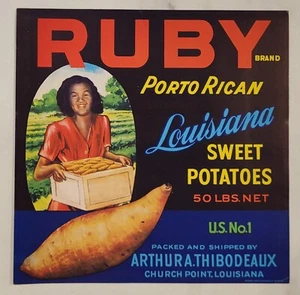 RUBY
BRAND
PORTO RICAN
Louisiana
SWEET
POTATOES
50 LBS. NET
U.S. No.1
PACKED AND SHIPPED BY
ARTHUR A. THIBODEAUX
CHURCH POINT, LOUISIANA